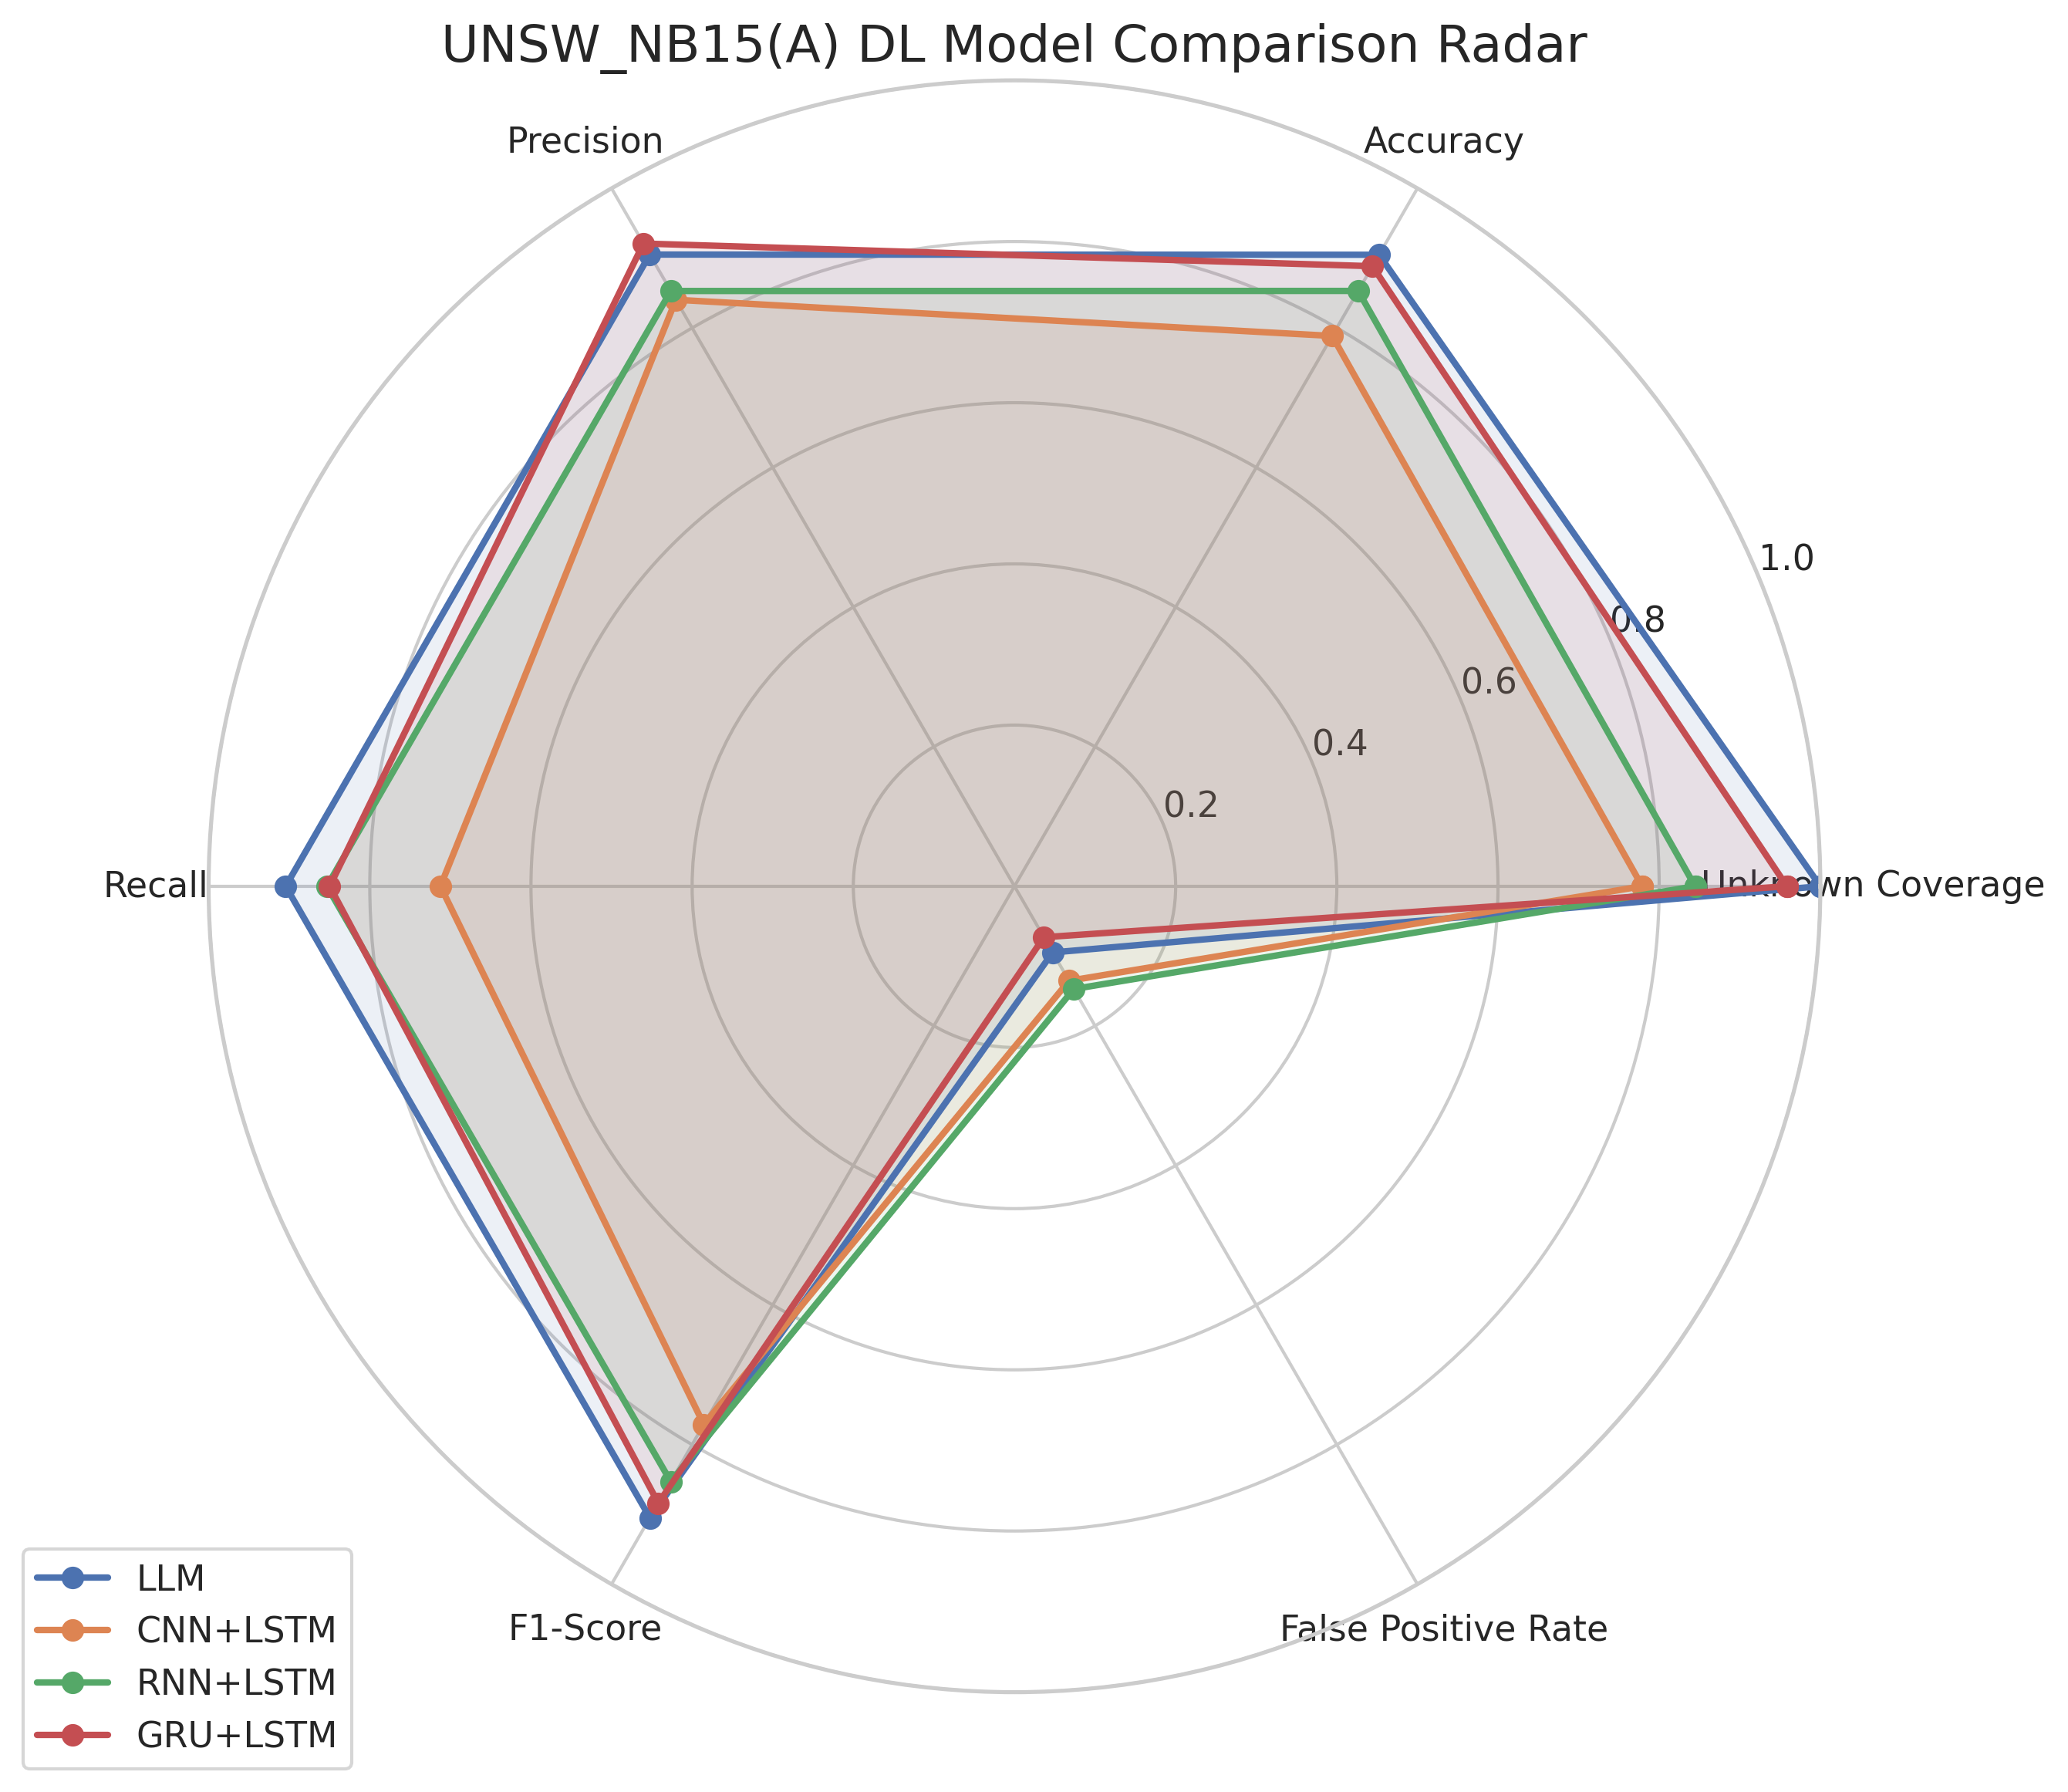 UNSW_NB15(A) DL Model Comparison Radar
Precision
Accuracy
1.0
0.8
0.6
0.4
0.2
Recall
Unknown Coverage
F1-Score
False Positive Rate
LLM
CNN+LSTM
RNN+LSTM
GRU+LSTM